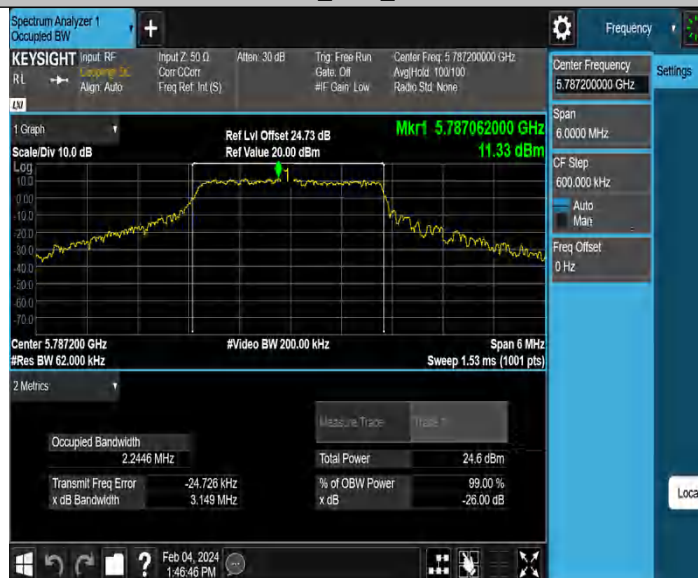 Spectrum Analyzer 1
Occupied BW
+
Frequency
KEYSIGHT
RL
Input: RF
Coupling: DC
Align: Auto
Input Z: 50 Ω
Corr CCorr
Freq Ref: Int (S)
Atten: 30 dB
Trig: Free Run
Gate: Off
#IF Gain: Low
Center Freq: 5.787200000 GHz
Avg|Hold: 100/100
Radio Std: None
LXI
Center Frequency
5.787200000 GHz
Settings
Span
6.0000 MHz
CF Step
600.000 kHz
Auto
Man
Freq Offset
0 Hz
1 Graph
Scale/Div 10.0 dB
Ref Lvl Offset 24.73 dB
Ref Value 20.00 dBm
Mkr1 5.787062000 GHz
11.33 dBm
Log
10.0
0.00
-10.0
-20.0
-30.0
-40.0
-50.0
-60.0
-70.0
1
Center 5.787200 GHz
#Res BW 62.000 kHz
#Video BW 200.00 kHz
Span 6 MHz
Sweep 1.53 ms (1001 pts)
2 Metrics
Measure Trace
Trace 1
Occupied Bandwidth
2.2446 MHz
Total Power
24.6 dBm
Transmit Freq Error
-24.726 kHz
% of OBW Power
99.00 %
x dB Bandwidth
3.149 MHz
x dB
-26.00 dB
Loca
?
Feb 04, 2024
1:46:46 PM